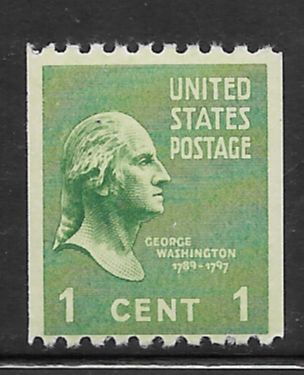 UNITED
STATES
POSTAGE
GEORGE
WASHINGTON
1789-1797
1 CENT 1